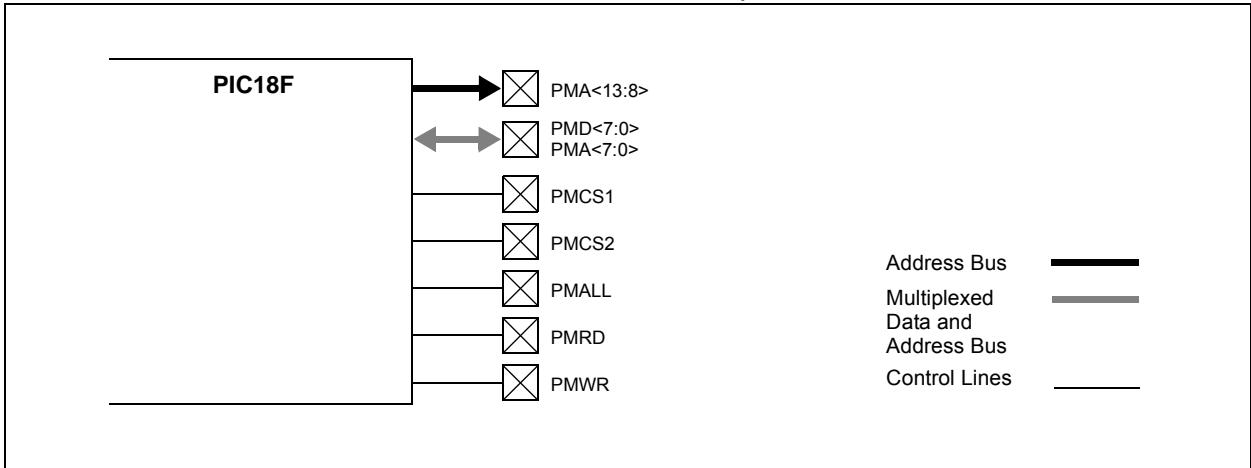 PIC18F
PMA<13:8>
PMD<7:0>
PMA<7:0>
PMCS1
PMCS2
PMALL
PMRD
PMWR
Address Bus
Multiplexed
Data and
Address Bus
Control Lines